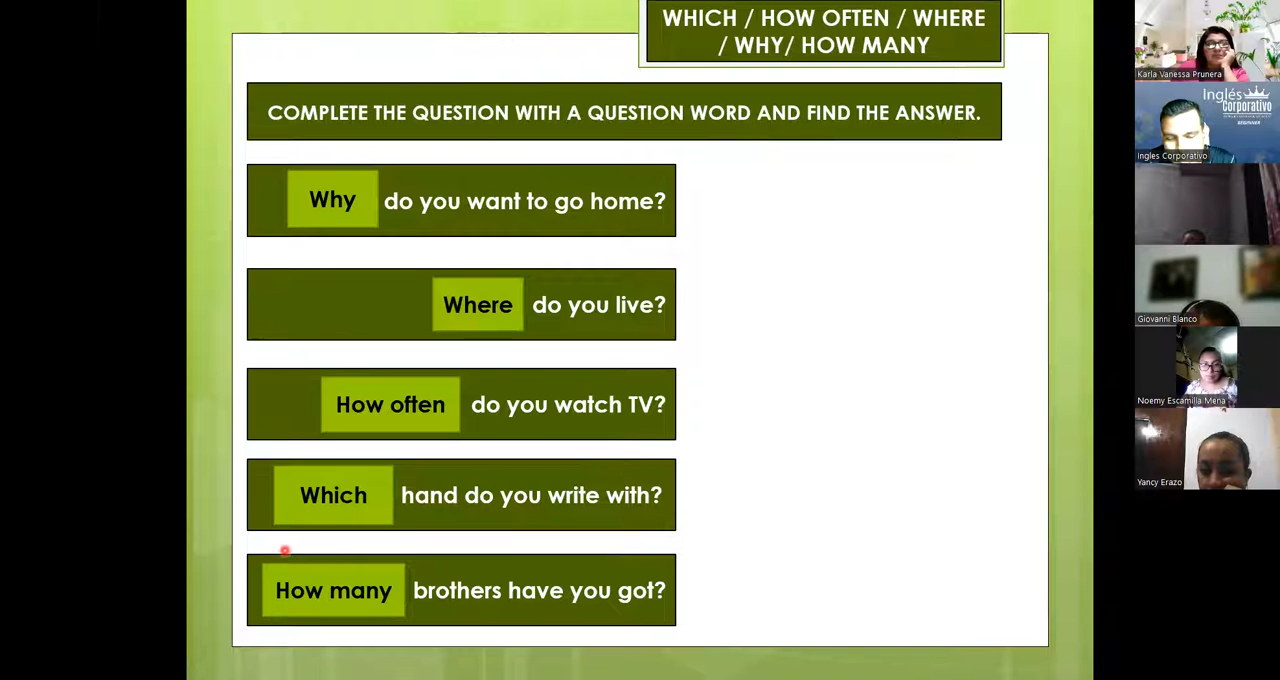 WHICH / HOW OFTEN / WHERE
/ WHY/ HOW MANY
COMPLETE THE QUESTION WITH A QUESTION WORD AND FIND THE ANSWER.
Why do you want to go home?
Where do you live?
How often do you watch TV?
Which hand do you write with?
How many brothers have you got?
Karla Vanessa Prunera
Inglés
Corporativo
BEGINNER
Ingles Corporativo
Giovanni Blanco
Noemy Escamilla Mena
Yancy Erazo